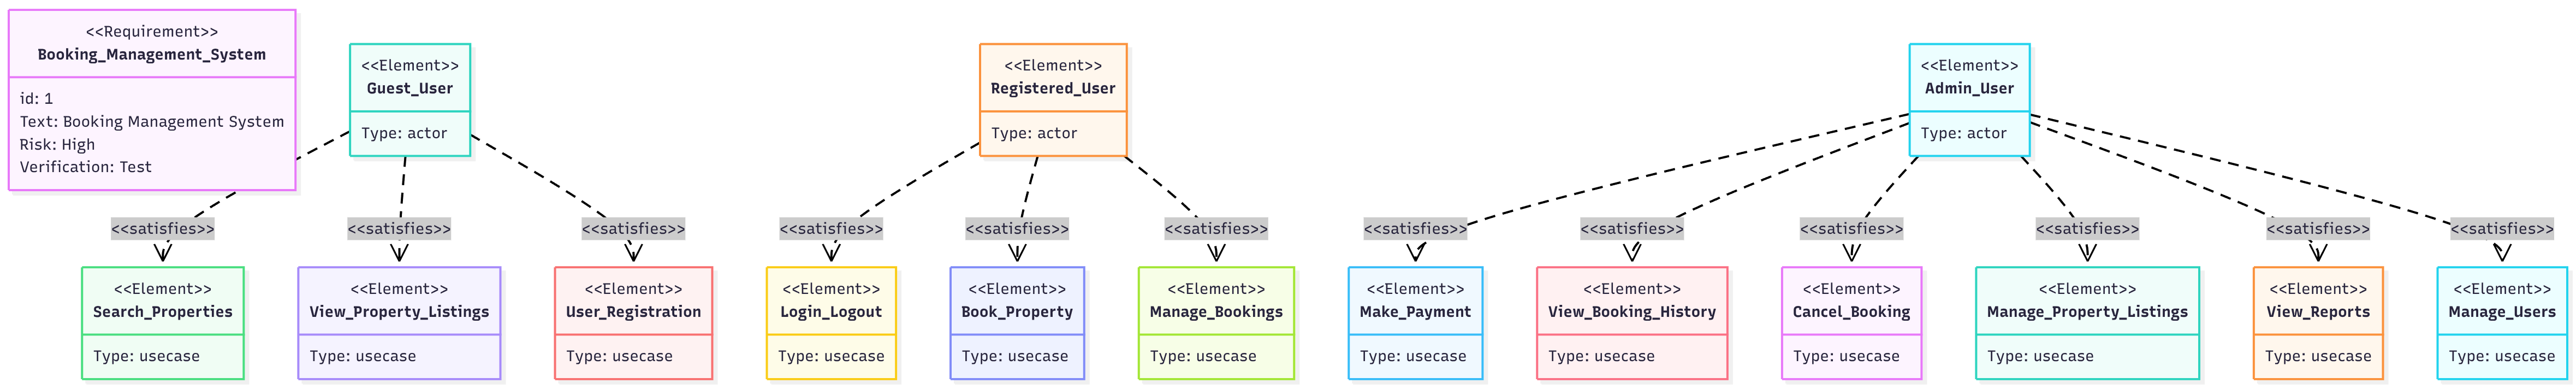 <<Requirement>>
Booking_Management_System
id: 1
Text: Booking Management System
Risk: High
Verification: Test
<<Element>>
Guest_User
Type: actor
<<Element>>
Registered_User
Type: actor
<<Element>>
Admin_User
Type: actor
<<satisfies>>
<<satisfies>>
<<satisfies>>
<<satisfies>>
<<satisfies>>
<<satisfies>>
<<satisfies>>
<<satisfies>>
<<satisfies>>
<<satisfies>>
<<satisfies>>
<<satisfies>>
<<Element>>
Search_Properties
Type: usecase
<<Element>>
View_Property_Listings
Type: usecase
<<Element>>
User_Registration
Type: usecase
<<Element>>
Login_Logout
Type: usecase
<<Element>>
Book_Property
Type: usecase
<<Element>>
Manage_Bookings
Type: usecase
<<Element>>
Make_Payment
Type: usecase
<<Element>>
View_Booking_History
Type: usecase
<<Element>>
Cancel_Booking
Type: usecase
<<Element>>
Manage_Property_Listings
Type: usecase
<<Element>>
View_Reports
Type: usecase
<<Element>>
Manage_Users
Type: usecase